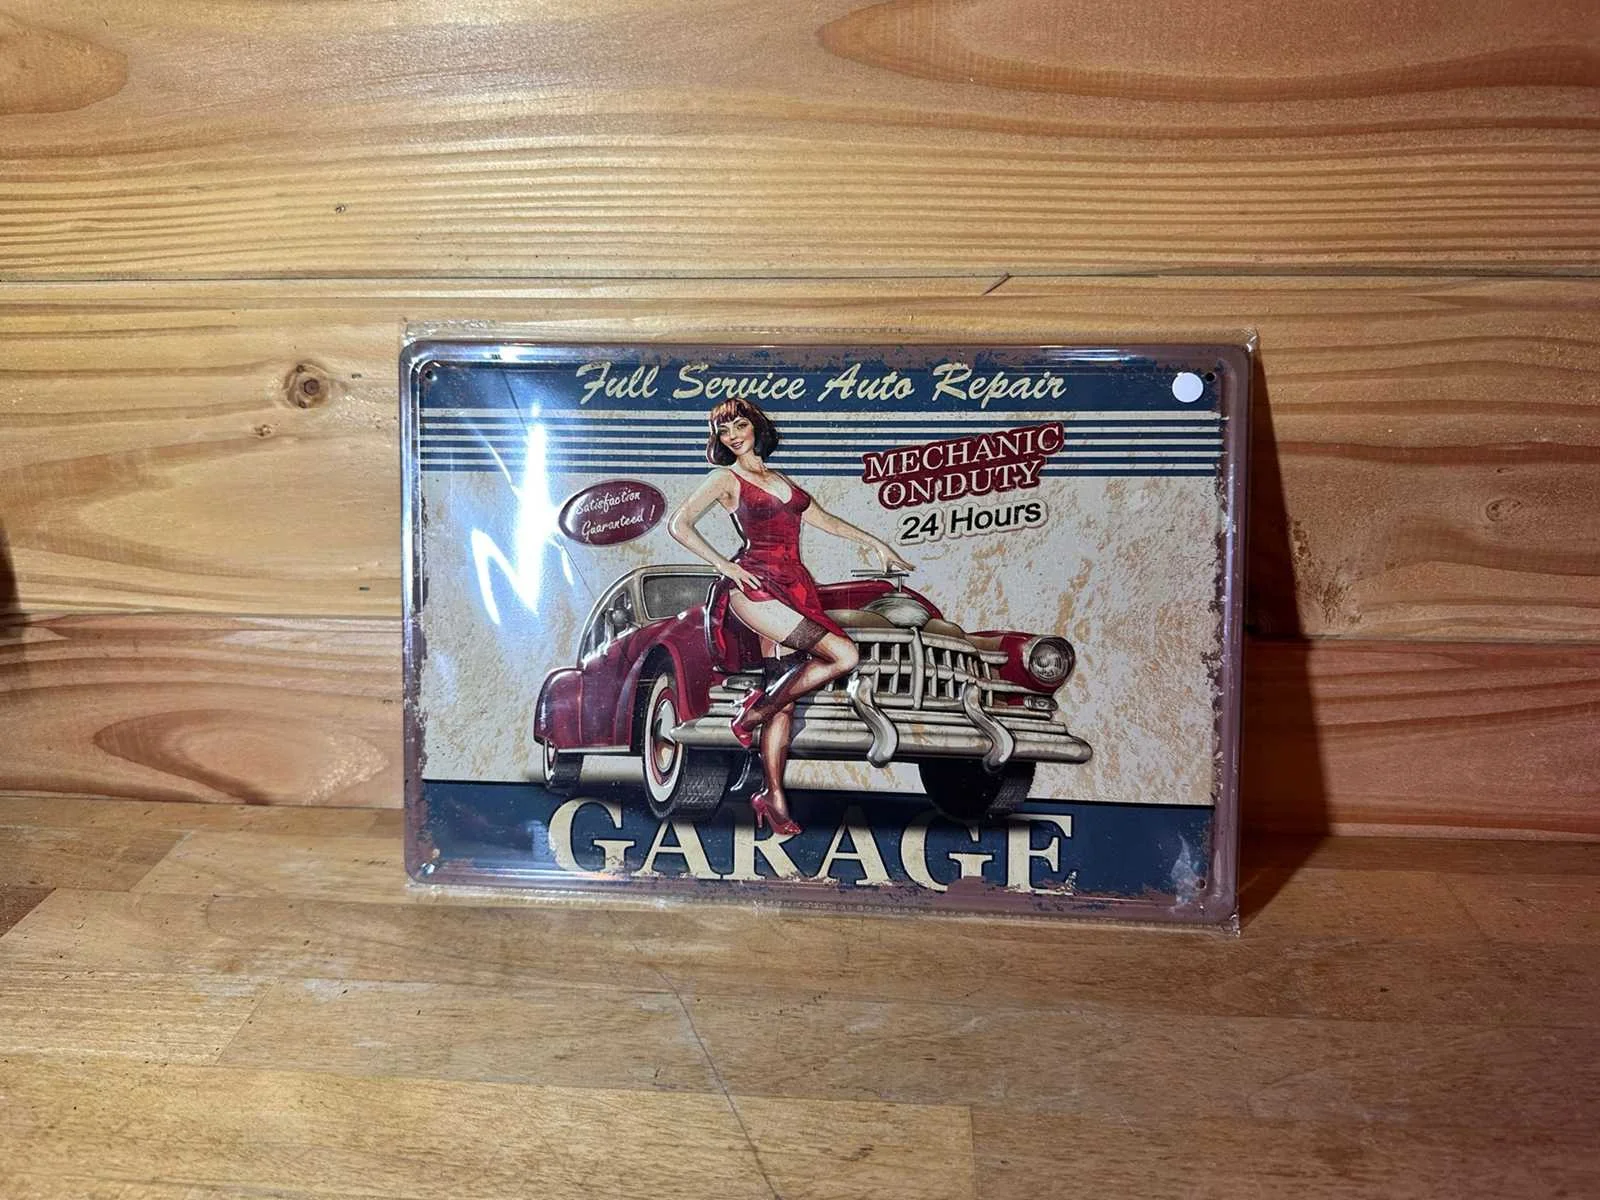 Full Service Auto Repair
MECHANIC
ON DUTY
24 Hours
Satisfaction
Guaranteed !
GARAGE